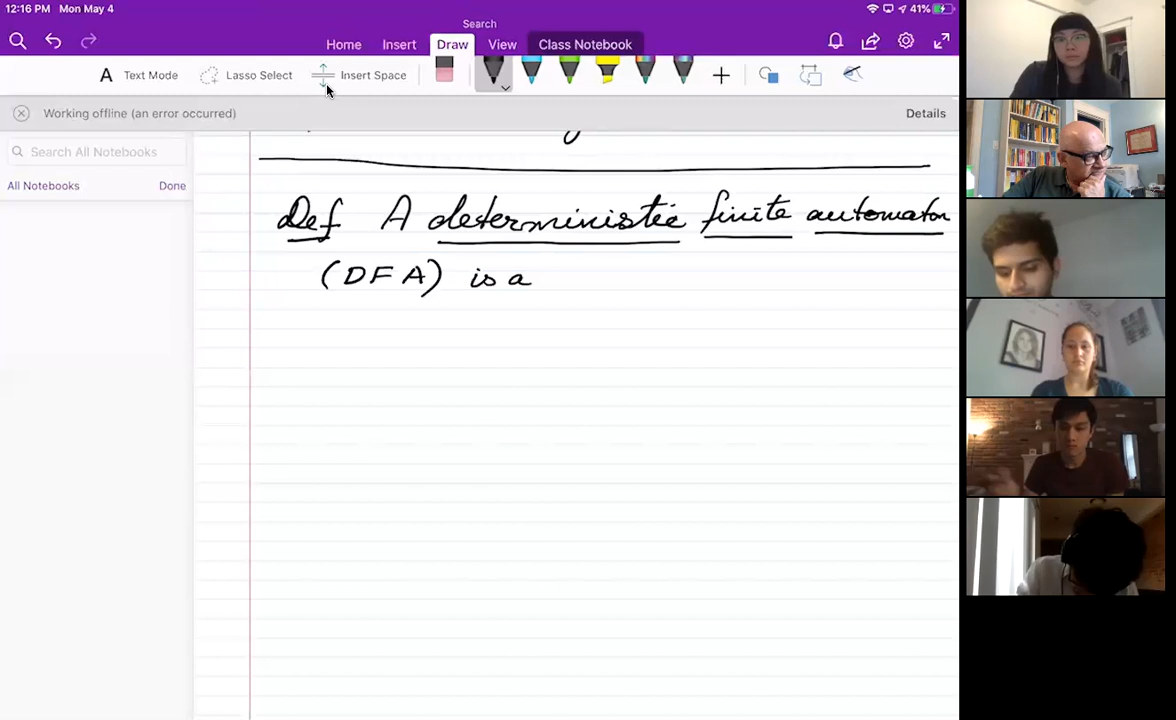 12:16 PM Mon May 4
41%
Search
Home Insert Draw View Class Notebook
A Text Mode Lasso Select Insert Space
Working offline (an error occurred) Details
Search All Notebooks
All Notebooks Done
Def A deterministic finite automaton
(DFA) is a